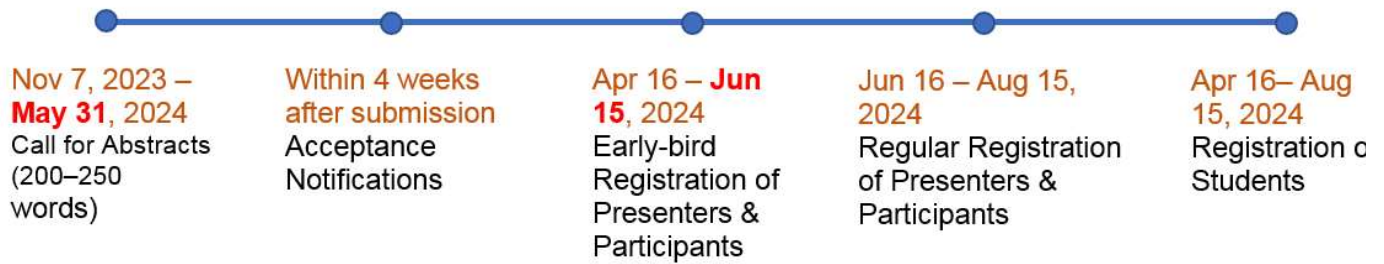 Nov 7, 2023 –
May 31, 2024
Call for Abstracts
(200–250
words)
Within 4 weeks
after submission
Acceptance
Notifications
Apr 16 – Jun
15, 2024
Early-bird
Registration of
Presenters &
Participants
Jun 16 – Aug 15,
2024
Regular Registration
of Presenters &
Participants
Apr 16– Aug
15, 2024
Registration
Students